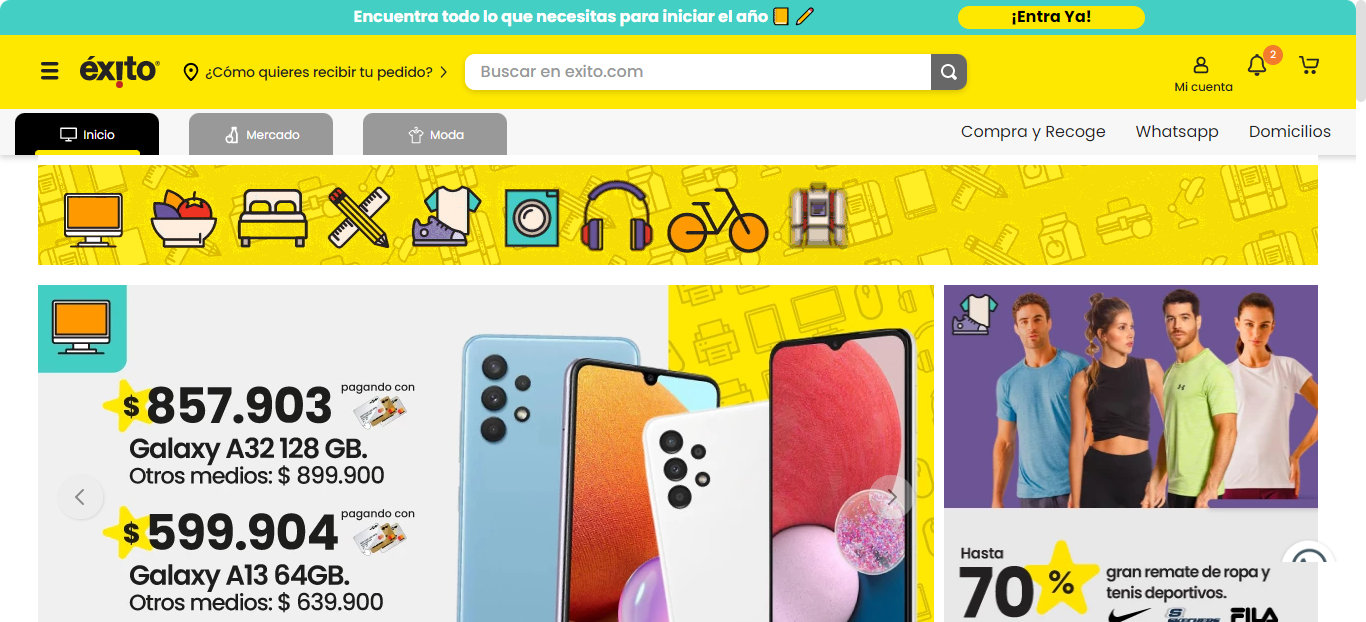 Encuentra todo lo que necesitas para iniciar el año
¡Entra Ya!
éxito
¿Cómo quieres recibir tu pedido?
Buscar en exito.com
Mi cuenta
2
Inicio
Mercado
Moda
Compra y Recoge
Whatsapp
Domicilios
$ 857.903
pagando con
Galaxy A32 128 GB.
Otros medios: $ 899.900
$ 599.904
pagando con
Galaxy A13 64GB.
Otros medios: $ 639.900
Hasta
70 %
gran remate de ropa y
tenis deportivos.
SKECHERS
FILA